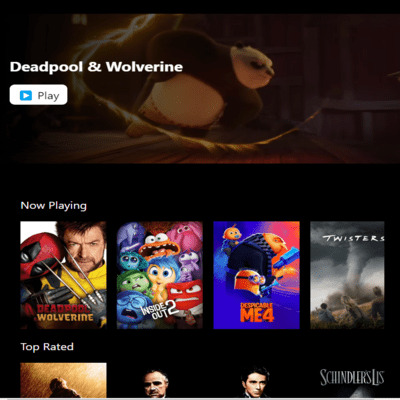 Deadpool & Wolverine
Play
Now Playing
DEADPOOL
WOLVERINE
INSIDE
OUT 2
DESPICABLE
ME4
TWISTERS
Top Rated
SCHINDLER'S LIS